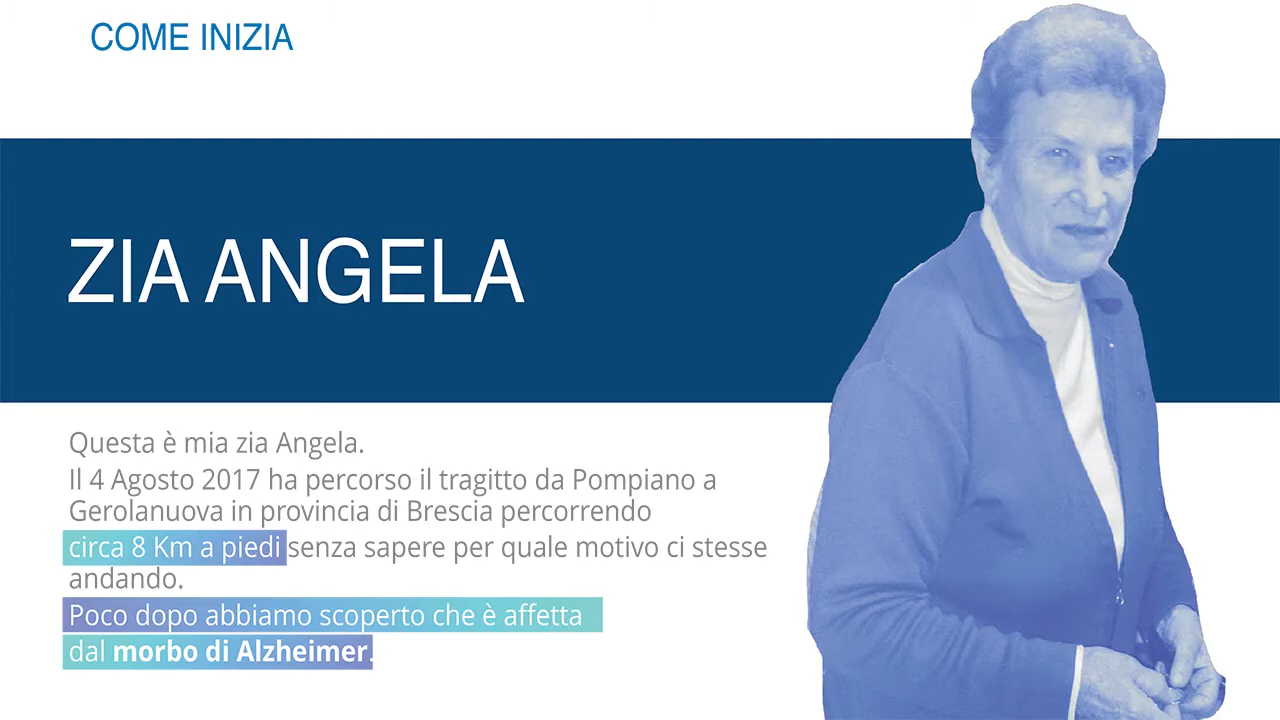 COME INIZIA
ZIA ANGELA
Questa è mia zia Angela.
Il 4 Agosto 2017 ha percorso il tragitto da Pompiano a
Gerolanuova in provincia di Brescia percorrendo
circa 8 Km a piedi senza sapere per quale motivo ci stesse
andando.
Poco dopo abbiamo scoperto che è affetta
dal morbo di Alzheimer.